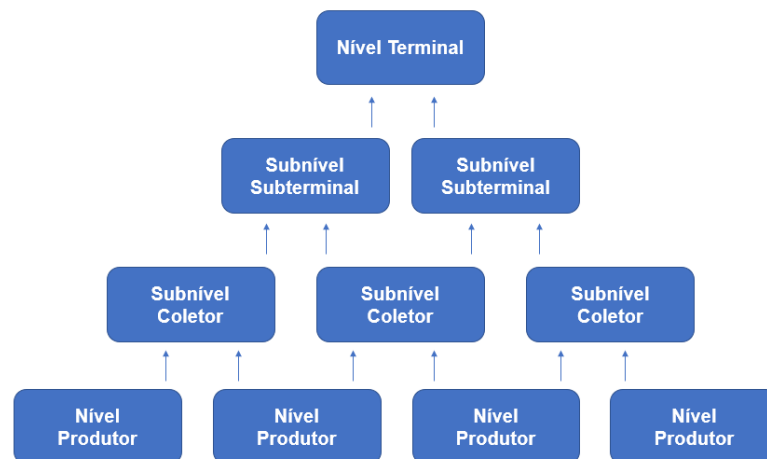 Nível Terminal
Subnível
Subterminal
Subnível
Subterminal
Subnível
Coletor
Subnível
Coletor
Subnível
Coletor
Nível
Produtor
Nível
Produtor
Nível
Produtor
Nível
Produtor